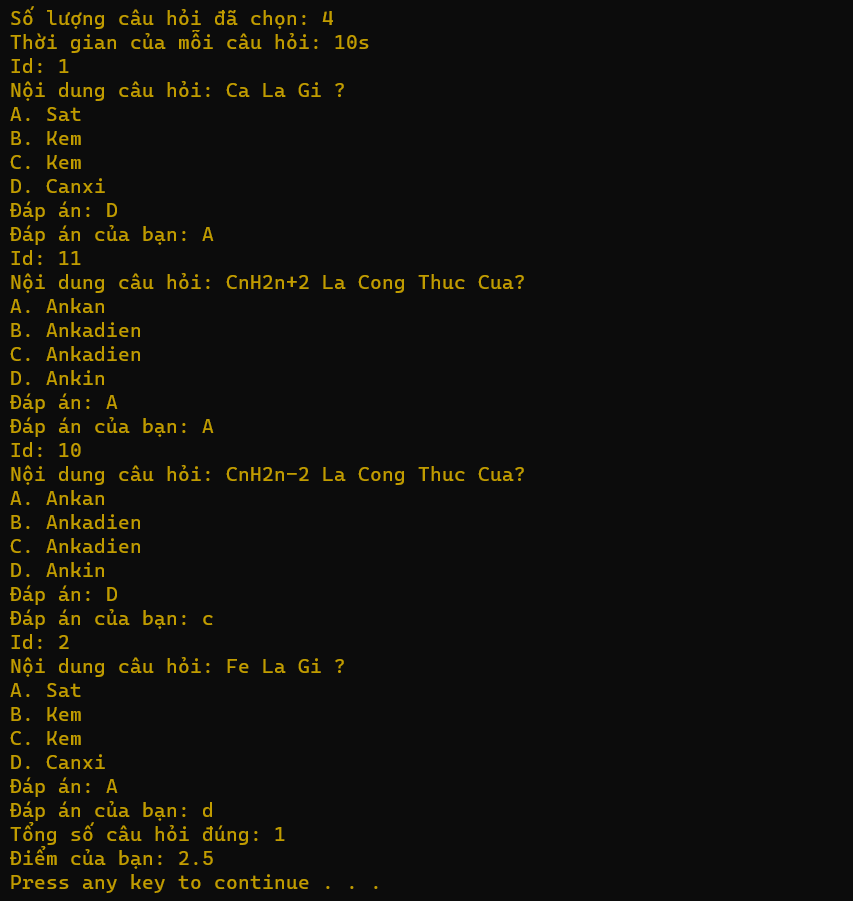 Số lượng câu hỏi đã chọn: 4
Thời gian của mỗi câu hỏi: 10s
Id: 1
Nội dung câu hỏi: Ca La Gi ?
A. Sat
B. Kem
C. Kem
D. Canxi
Đáp án: D
Đáp án của bạn: A
Id: 11
Nội dung câu hỏi: CnH2n+2 La Cong Thuc Cua?
A. Ankan
B. Ankadien
C. Ankadien
D. Ankin
Đáp án: A
Đáp án của bạn: A
Id: 10
Nội dung câu hỏi: CnH2n-2 La Cong Thuc Cua?
A. Ankan
B. Ankadien
C. Ankadien
D. Ankin
Đáp án: D
Đáp án của bạn: c
Id: 2
Nội dung câu hỏi: Fe La Gi ?
A. Sat
B. Kem
C. Kem
D. Canxi
Đáp án: A
Đáp án của bạn: d
Tổng số câu hỏi đúng: 1
Điểm của bạn: 2.5
Press any key to continue . . .